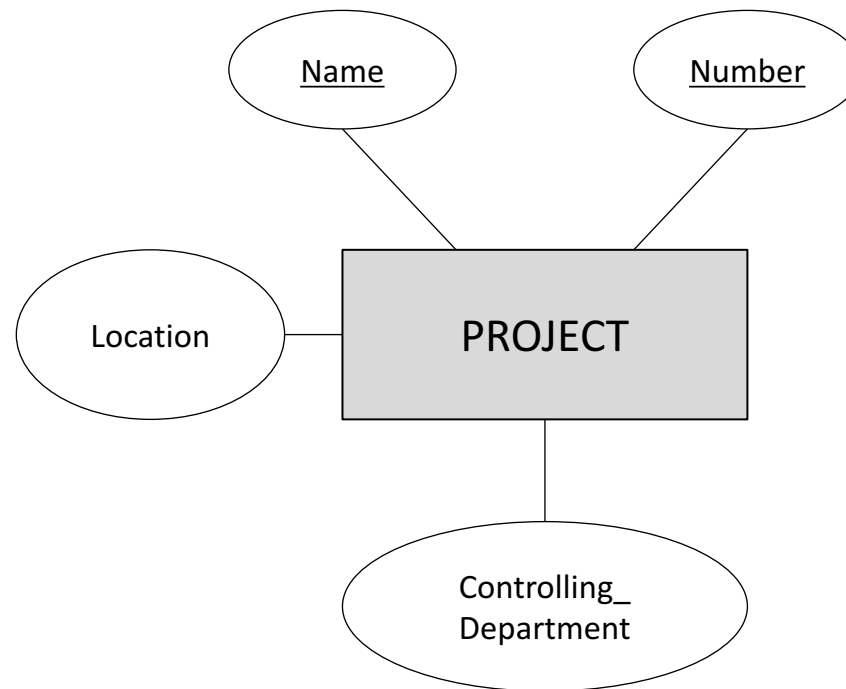 Name
Number
Location
PROJECT
Controlling_
Department